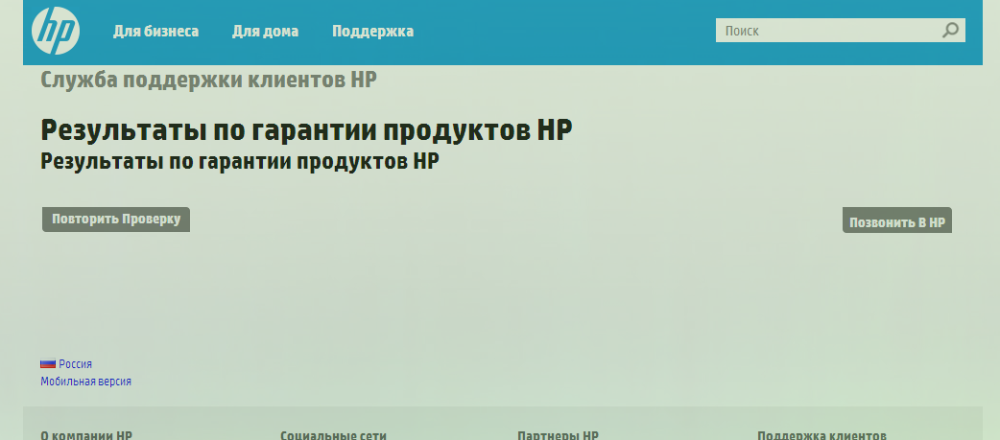 hp
Для бизнеса Для дома Поддержка Поиск
Служба поддержки клиентов HP
Результаты по гарантии продуктов HP
Результаты по гарантии продуктов HP
Повторить Проверку Позвонить В HP
Россия
Мобильная версия
О компании HP Социальные сети Партнеры HP Поддержка клиентов